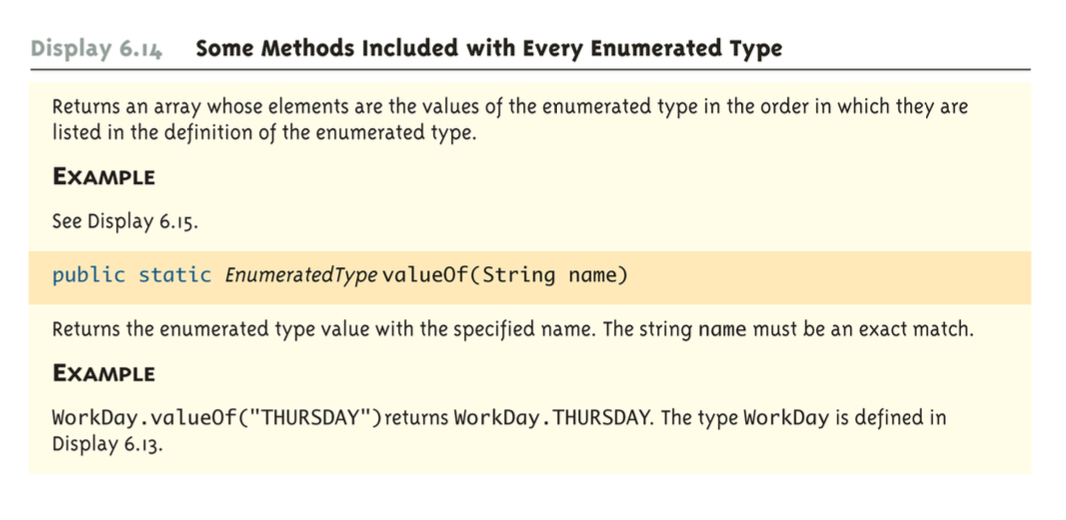 Display 6.14 Some Methods Included with Every Enumerated Type
Returns an array whose elements are the values of the enumerated type in the order in which they are
listed in the definition of the enumerated type.
EXAMPLE
See Display 6.15.
public static EnumeratedType valueOf(String name)
Returns the enumerated type value with the specified name. The string name must be an exact match.
EXAMPLE
WorkDay.valueOf("THURSDAY") returns WorkDay.THURSDAY. The type WorkDay is defined in
Display 6.13.